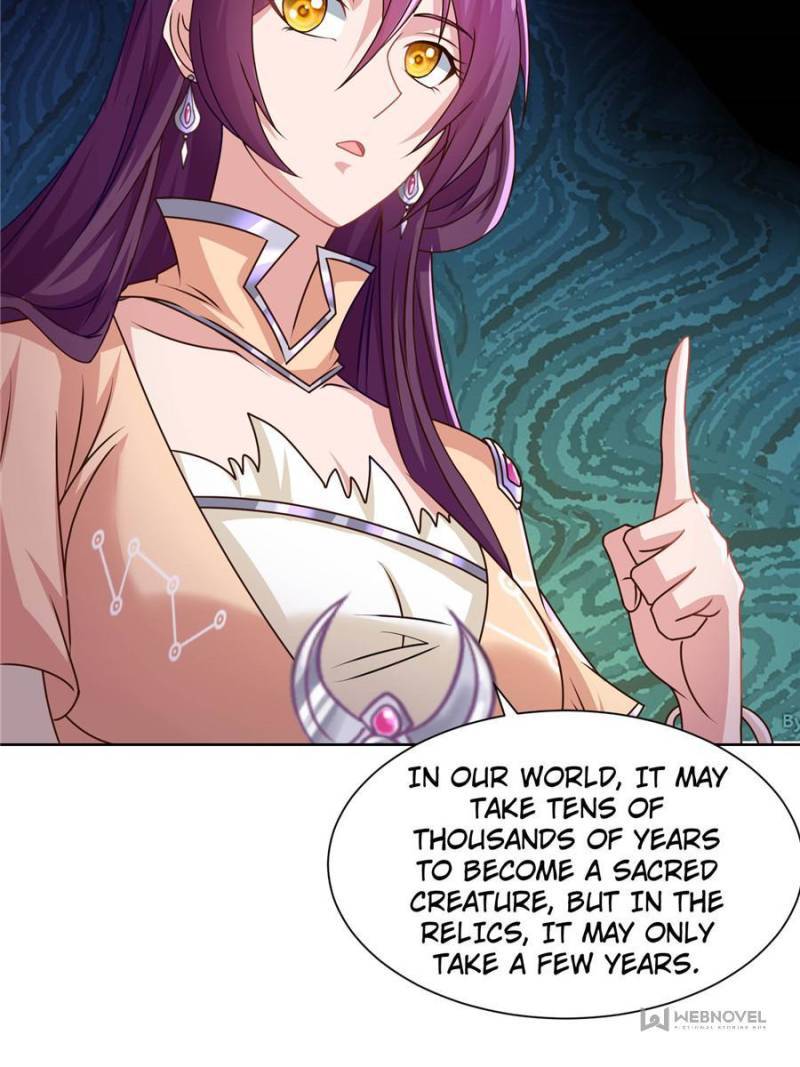 By
IN OUR WORLD, IT MAY
TAKE TENS OF
THOUSANDS OF YEARS
TO BECOME A SACRED
CREATURE, BUT IN THE
RELICS, IT MAY ONLY
TAKE A FEW YEARS.
WEBNOVEL